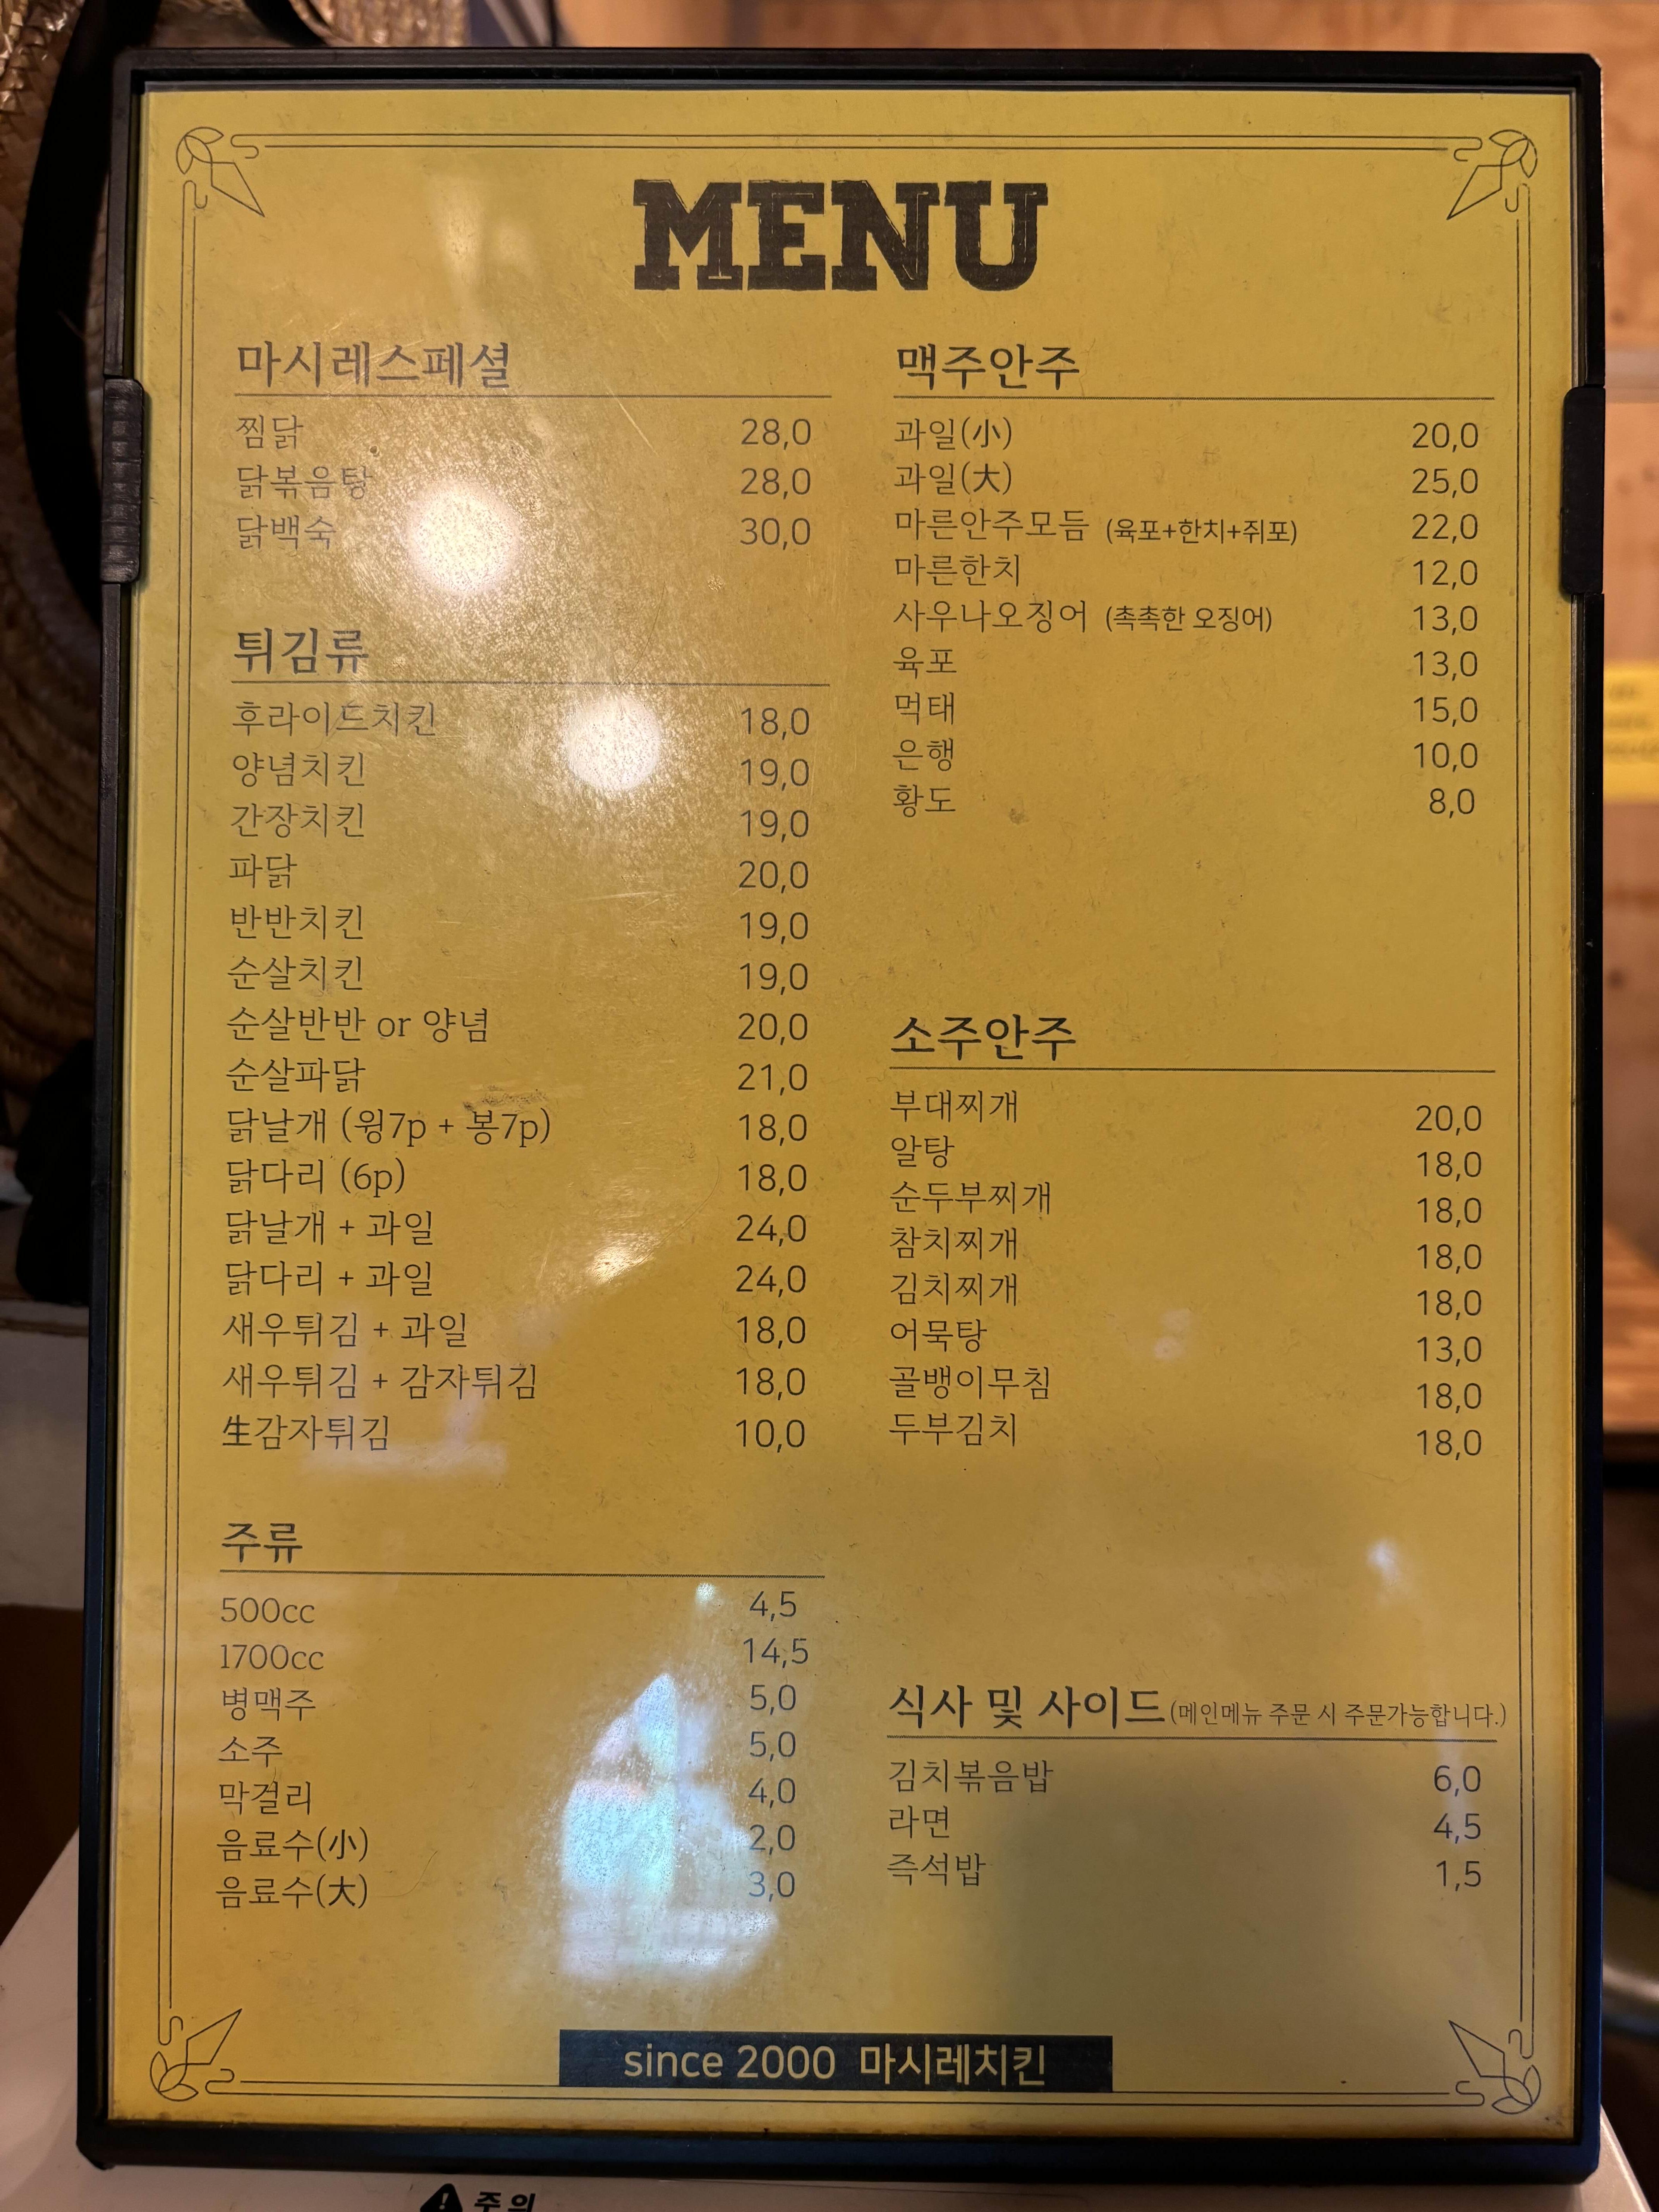 MENU
마시레스페셜
찜닭 28,0
닭볶음탕 28,0
닭백숙 30,0
튀김류
후라이드치킨 18,0
양념치킨 19,0
간장치킨 19,0
파닭 20,0
반반치킨 19,0
순살치킨 19,0
순살반반 or 양념 20,0
순살파닭 21,0
닭날개 (윙7p + 봉7p) 18,0
닭다리 (6p) 18,0
닭날개 + 과일 24,0
닭다리 + 과일 24,0
새우튀김 + 과일 18,0
새우튀김 + 감자튀김 18,0
生감자튀김 10,0
주류
500cc 4,5
1700cc 14,5
병맥주 5,0
소주 5,0
막걸리 4,0
음료수(小) 2,0
음료수(大) 3,0
맥주안주
과일(小) 20,0
과일(大) 25,0
마른안주모듬 (육포+한치+쥐포) 22,0
마른한치 12,0
사우나오징어 (촉촉한 오징어) 13,0
육포 13,0
먹태 15,0
은행 10,0
황도 8,0
소주안주
부대찌개 20,0
알탕 18,0
순두부찌개 18,0
참치찌개 18,0
김치찌개 18,0
어묵탕 13,0
골뱅이무침 18,0
두부김치 18,0
식사 및 사이드(메인메뉴 주문 시 주문가능합니다.)
김치볶음밥 6,0
라면 4,5
즉석밥 1,5
since 2000 마시레치킨
주의